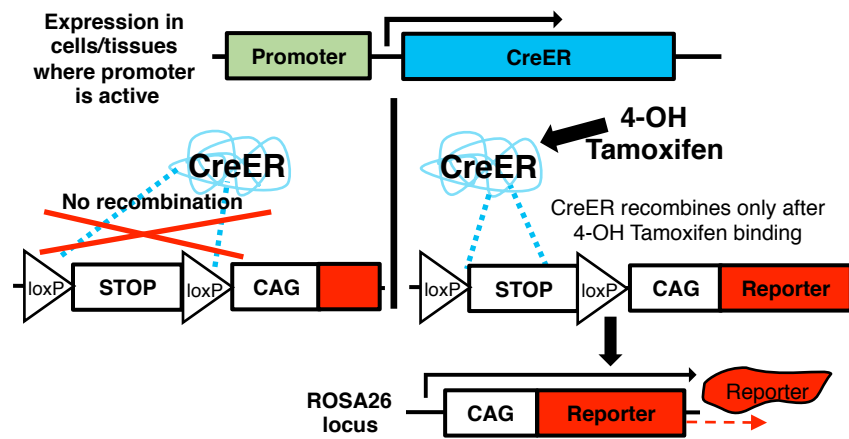 Expression in
cells/tissues
where promoter
is active
Promoter
CreER
CreER
No recombination
loxP
STOP
loxP
CAG
4-OH
Tamoxifen
CreER
CreER recombines only after
4-OH Tamoxifen binding
loxP
STOP
loxP
CAG
Reporter
ROSA26
locus
CAG
Reporter
Reporter